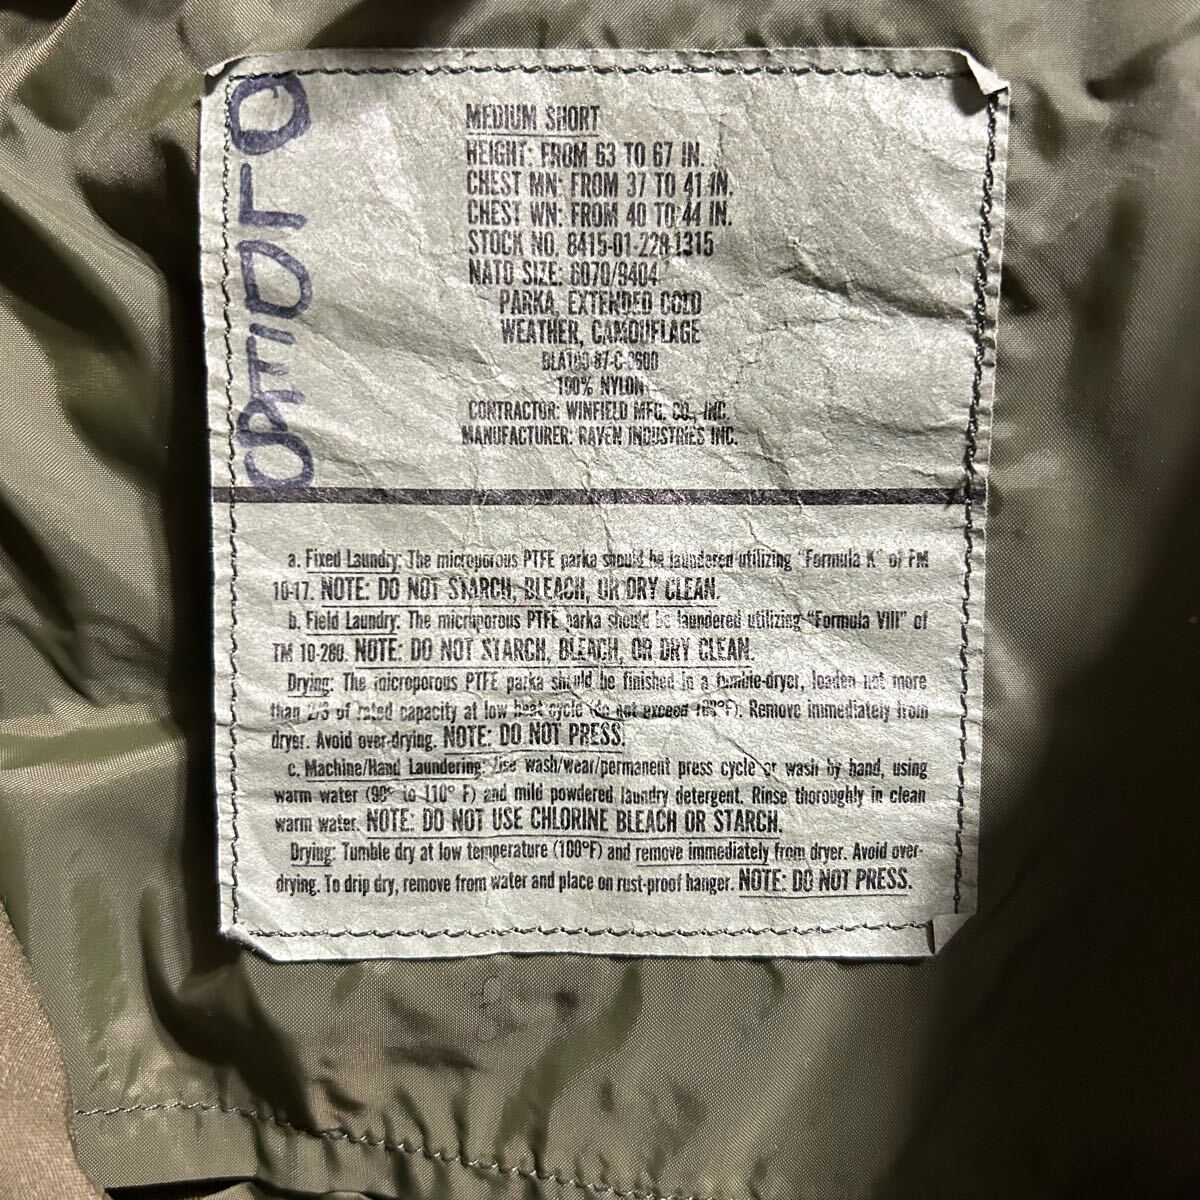 MEDIUM SHORT
HEIGHT: FROM 63 TO 67 IN.
CHEST MN: FROM 37 TO 41 IN.
CHEST WN: FROM 40 TO 44 IN.
STOCK NO. 8415-01-228-1315
NATO SIZE: 6070/9404
PARKA, EXTENDED COLD
WEATHER, CAMOUFLAGE
100% NYLON
CONTRACTOR: WINFIELD MFG. CO., INC.
MANUFACTURER: RAVEN INDUSTRIES INC.
a. Fixed Laundry: The microporous PTFE parka should be laundered utilizing "Formula K" of FM
10-17. NOTE: DO NOT STARCH, BLEACH, OR DRY CLEAN.
b. Field Laundry: The microporous PTFE parka should be laundered utilizing "Formula VIII" of
TM 10-280. NOTE: DO NOT STARCH, BLEACH, OR DRY CLEAN.
Drying: The microporous PTFE parka should be finished in a tumble-dryer, loaded not more
than 2/3 of rated capacity at low heat cycle (do not exceed Remove immediately from
dryer. Avoid over-drying. NOTE: DO NOT PRESS.
c. Machine/Hand Laundering: Use wash/wear/permanent press cycle or wash by hand, using
warm water (90° to 110° F) and mild powdered laundry detergent. Rinse thoroughly in clean
warm water. NOTE: DO NOT USE CHLORINE BLEACH OR STARCH.
Drying: Tumble dry at low temperature (100°F) and remove immediately from dryer. Avoid over-
drying. To drip dry, remove from water and place on rust-proof hanger. NOTE: DO NOT PRESS.